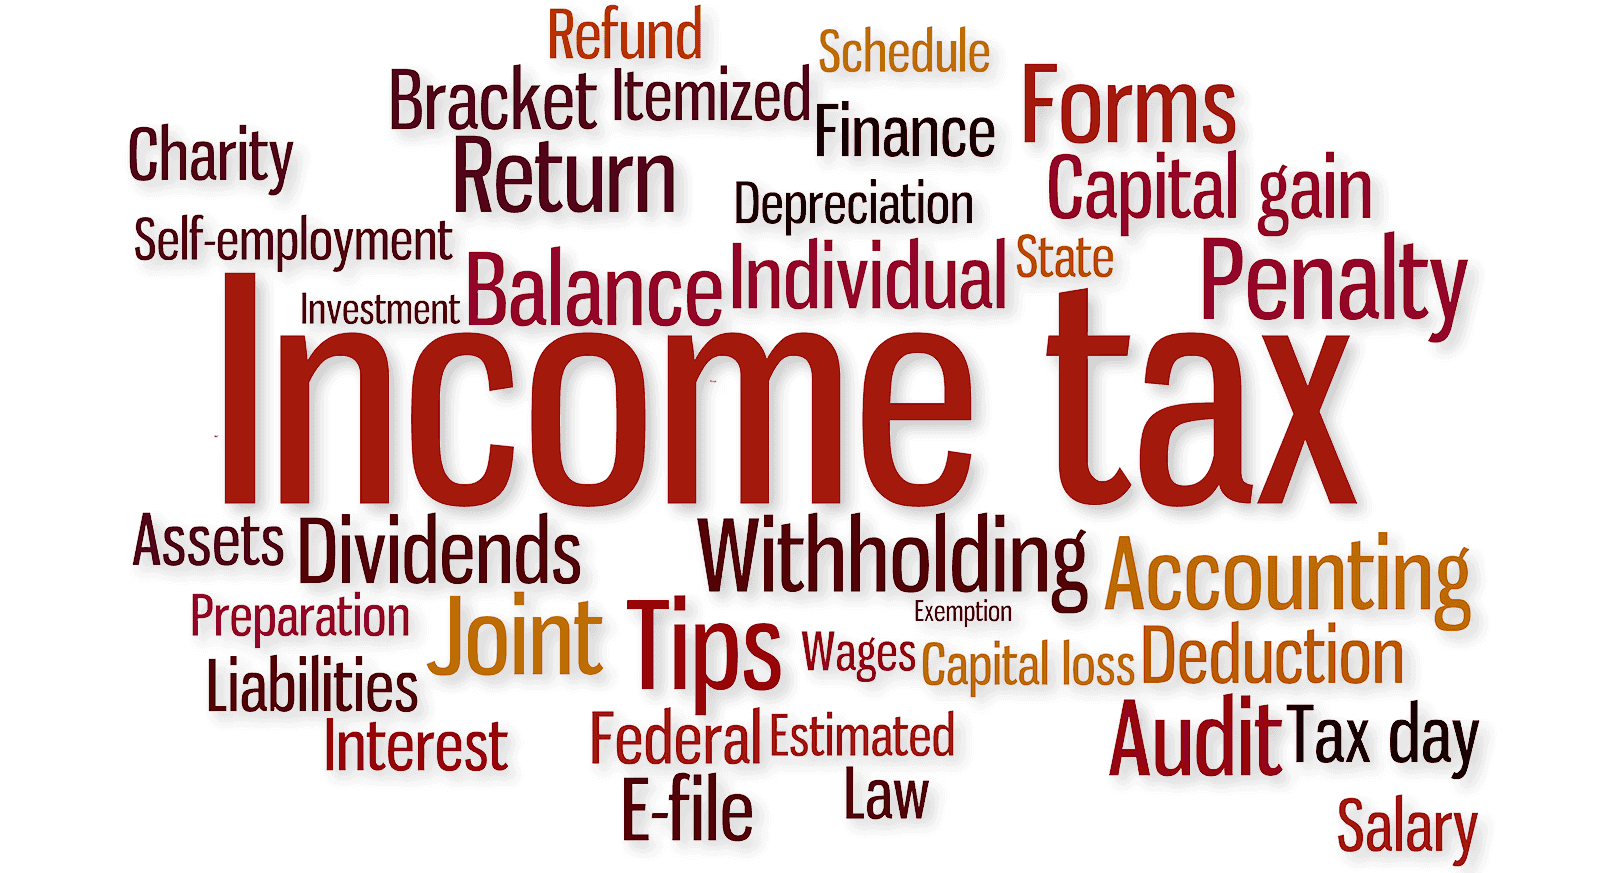 Refund
Schedule
Bracket
Itemized
Forms
Finance
Charity
Return
Capital gain
Depreciation
Self-employment
Balance
Individual
State
Penalty
Investment
Income tax
Assets
Dividends
Withholding
Accounting
Preparation
Joint
Tips
Exemption
Wages
Capital loss
Deduction
Liabilities
Interest
Federal
Estimated
Audit
Tax day
E-file
Law
Salary